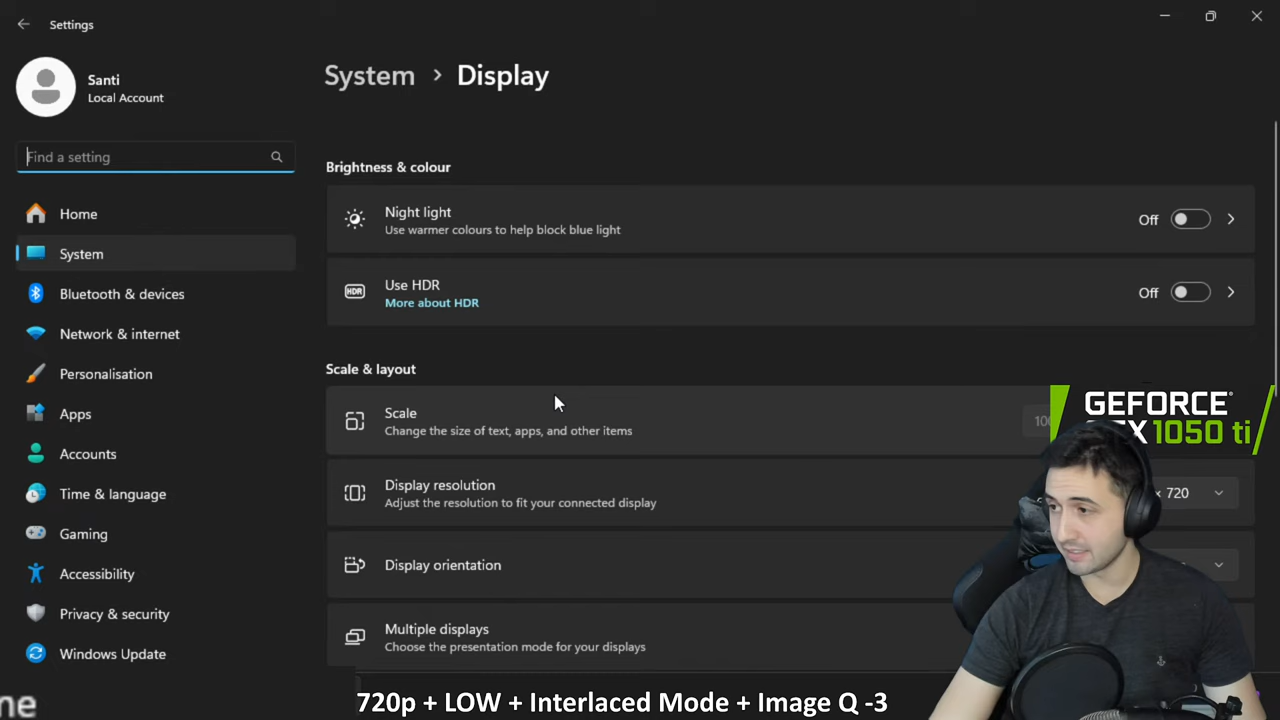 Settings
Santi
Local Account
Find a setting
Home
System
Bluetooth & devices
Network & internet
Personalisation
Apps
Accounts
Time & language
Gaming
Accessibility
Privacy & security
Windows Update
System > Display
Brightness & colour
Night light
Use warmer colours to help block blue light
Off
HDR
Use HDR
More about HDR
Off
Scale & layout
Scale
Change the size of text, apps, and other items
Display resolution
Adjust the resolution to fit your connected display
x 720
Display orientation
Multiple displays
Choose the presentation mode for your displays
GEFORCE
1050 ti
720p + LOW + Interlaced Mode + Image Q -3